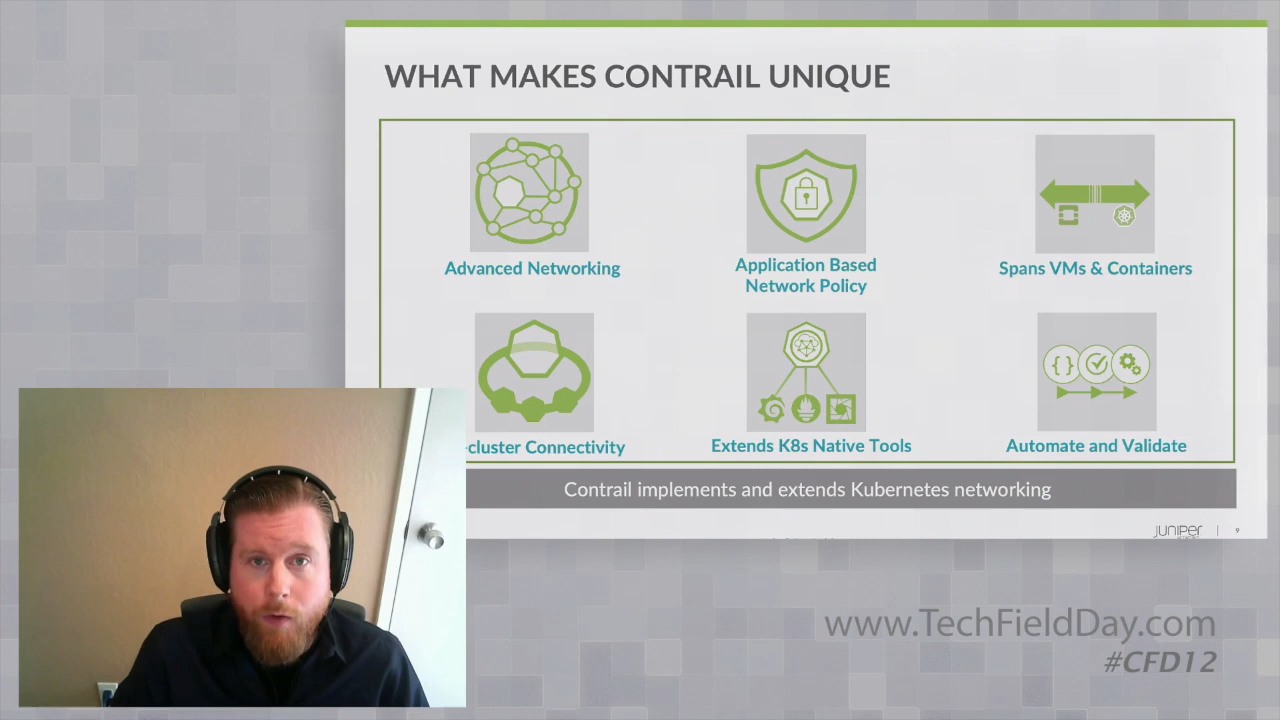 WHAT MAKES CONTRAIL UNIQUE
Advanced Networking
Application Based
Network Policy
Spans VMs & Containers
{}
-cluster Connectivity
Extends K8s Native Tools
Automate and Validate
Contrail implements and extends Kubernetes networking
JUNIPER | 9
www.TechFieldDay.com
#CFD12